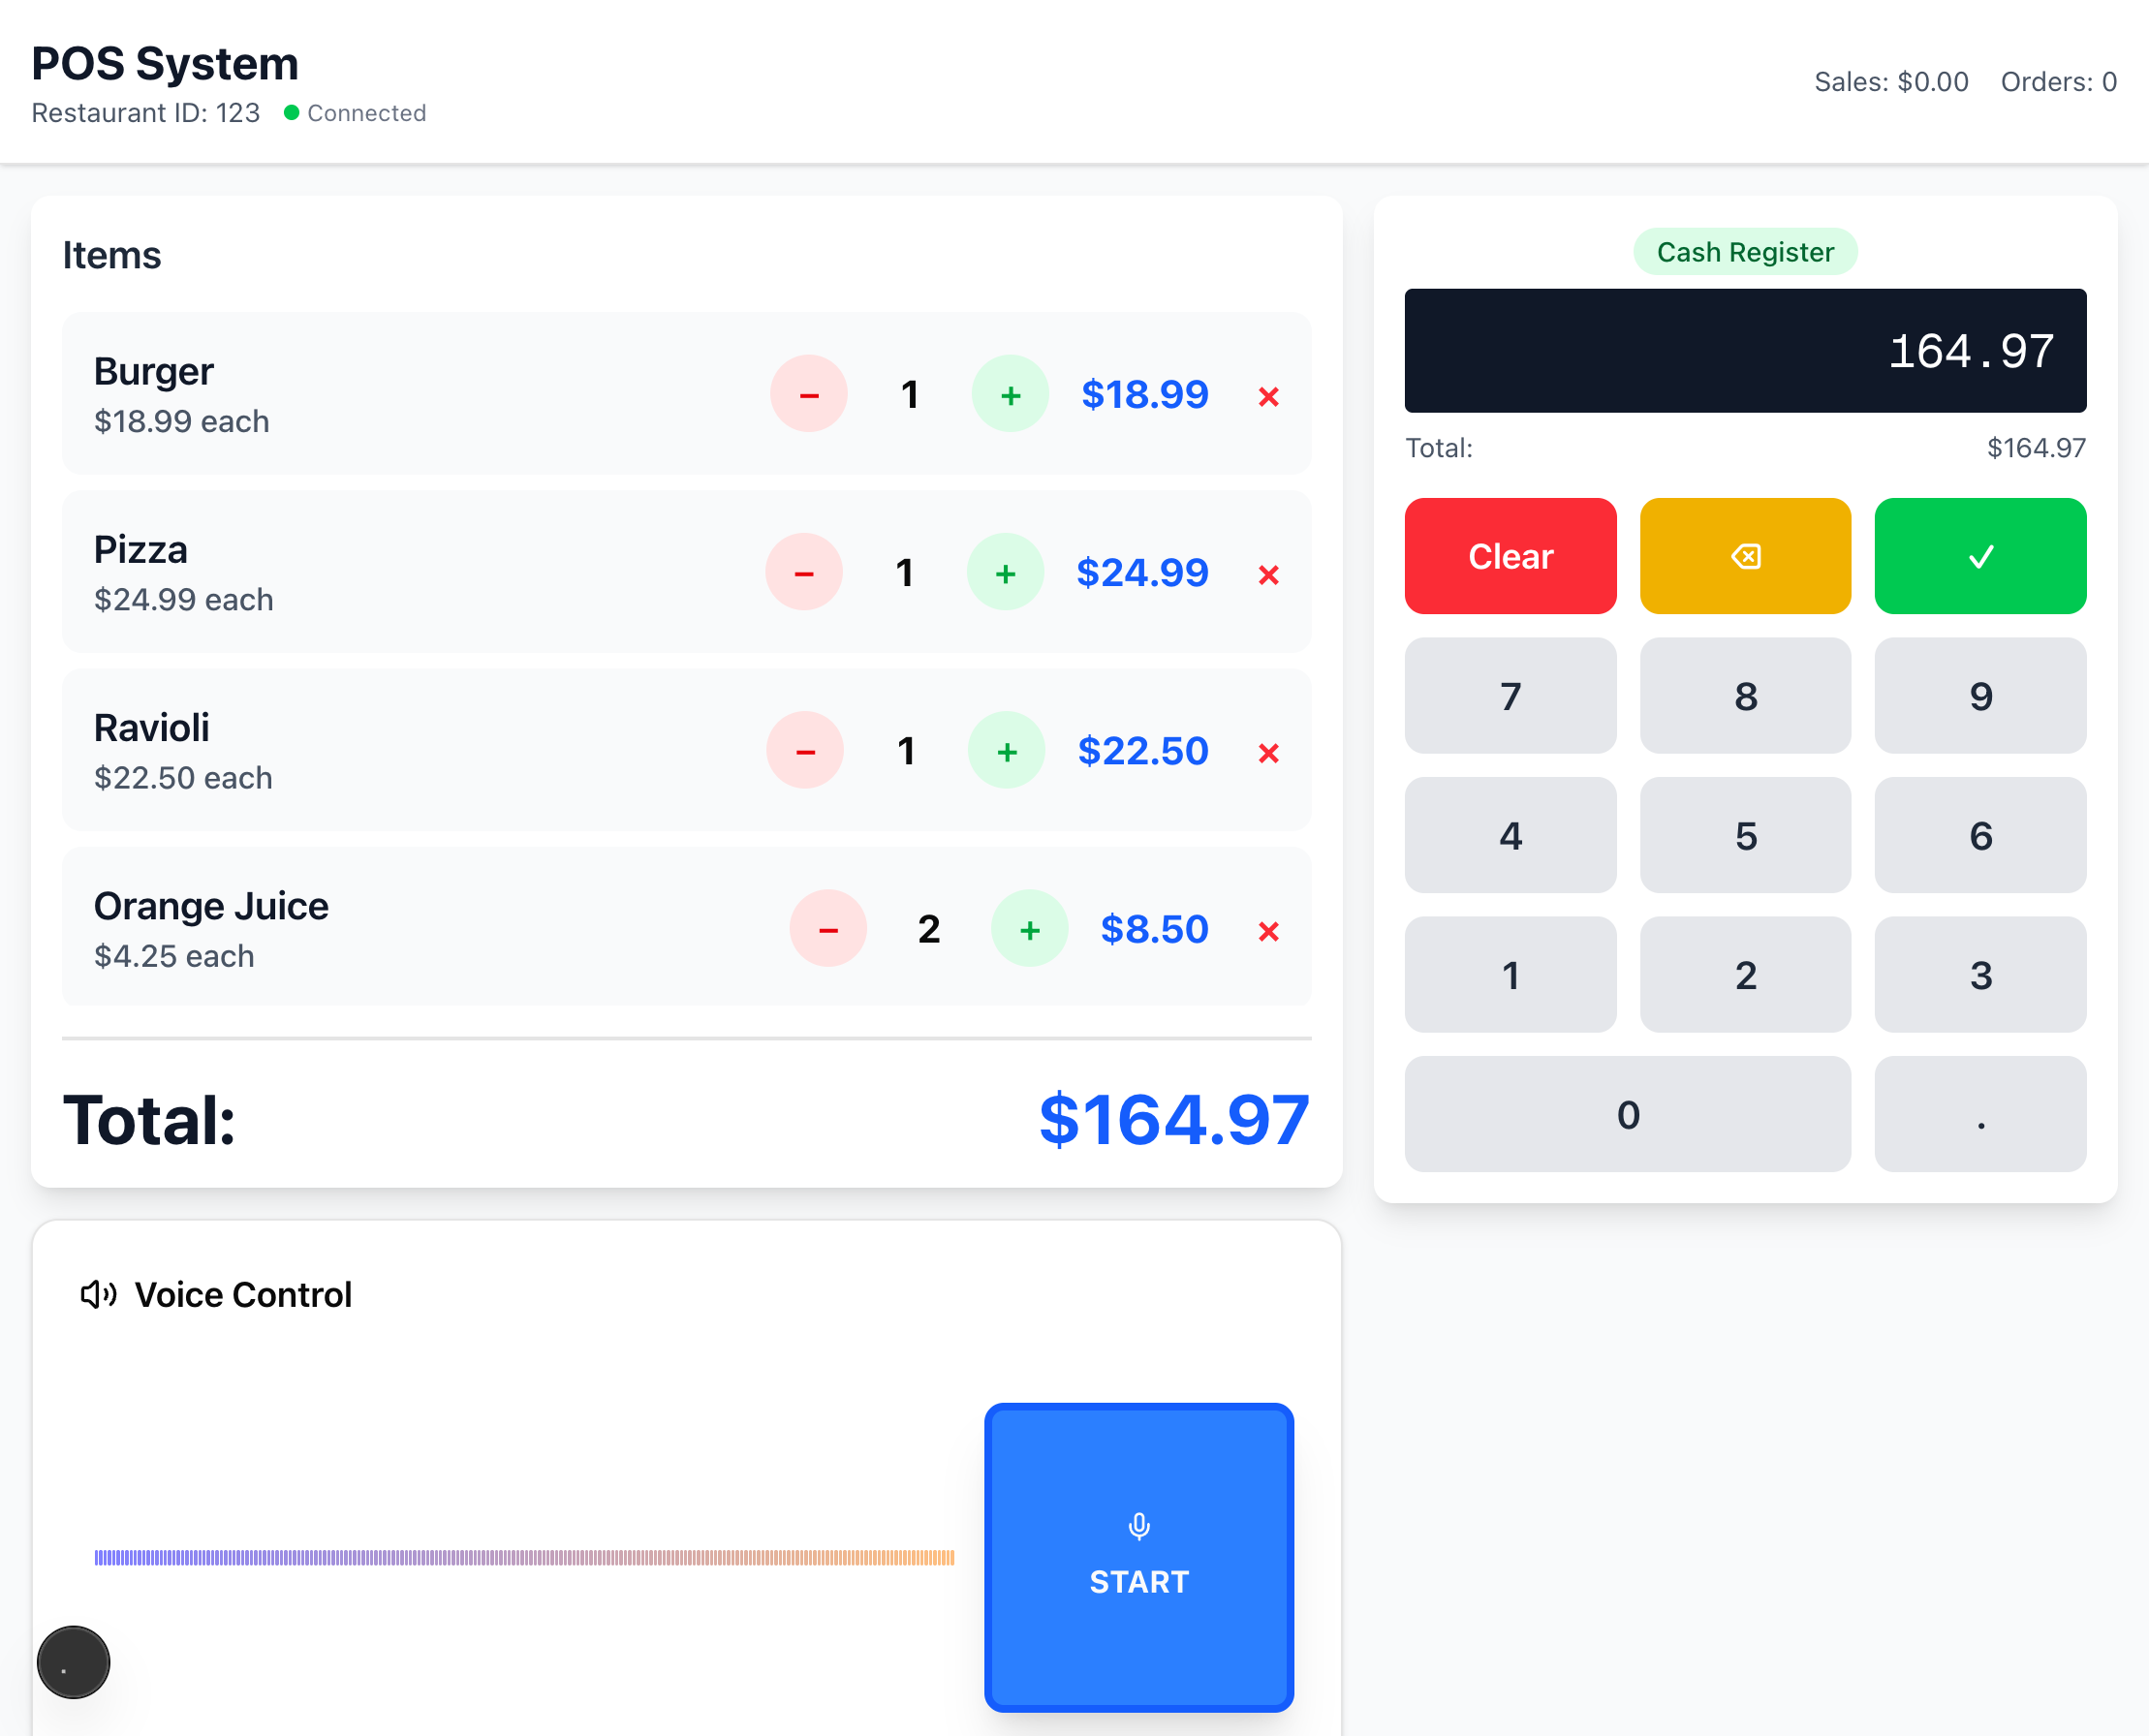 POS System
Restaurant ID: 123 Connected
Sales: $0.00 Orders: 0
Items
Burger
$18.99 each
− 1 + $18.99 ×
Pizza
$24.99 each
− 1 + $24.99 ×
Ravioli
$22.50 each
− 1 + $22.50 ×
Orange Juice
$4.25 each
− 2 + $8.50 ×
Total: $164.97
Cash Register
164.97
Total: $164.97
Clear
7 8 9
4 5 6
1 2 3
0 .
Voice Control
START